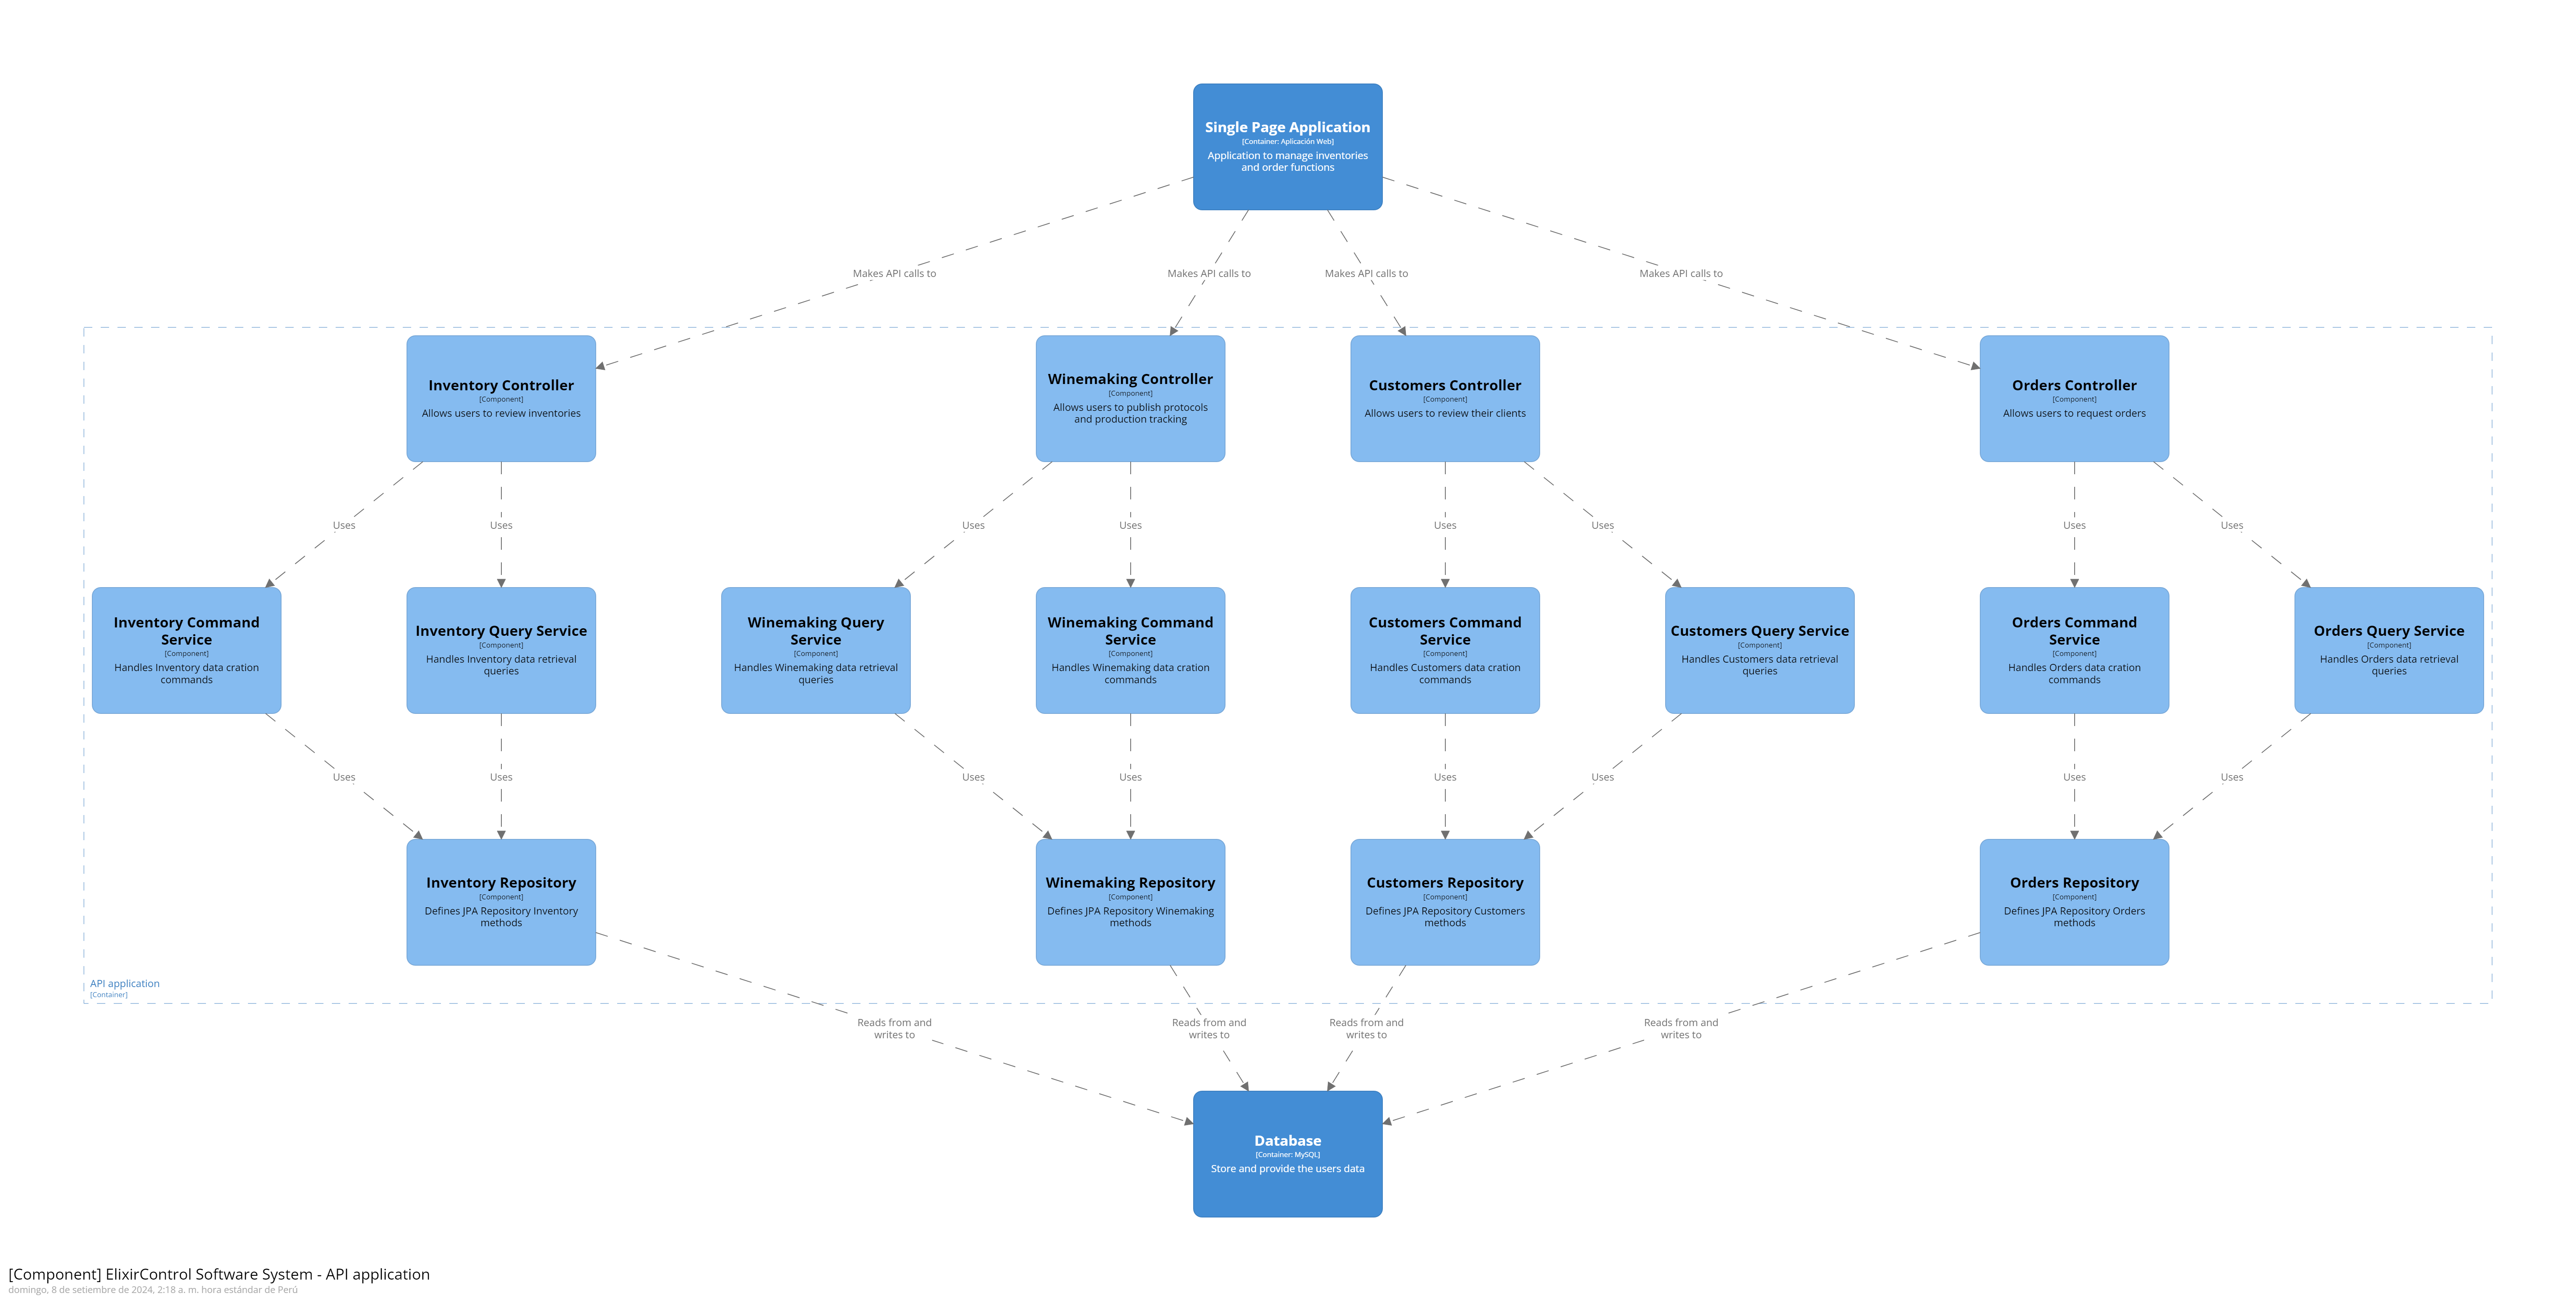 Single Page Application
[Container: Aplicación Web]
Application to manage inventories
and order functions
Makes API calls to
Makes API calls to
Makes API calls to
Makes API calls to
Inventory Controller
[Component]
Allows users to review inventories
Winemaking Controller
[Component]
Allows users to publish protocols
and production tracking
Customers Controller
[Component]
Allows users to review their clients
Orders Controller
[Component]
Allows users to request orders
Uses
Uses
Uses
Uses
Uses
Uses
Uses
Uses
Inventory Command
Service
[Component]
Handles Inventory data cration
commands
Inventory Query Service
[Component]
Handles Inventory data retrieval
queries
Winemaking Query
Service
[Component]
Handles Winemaking data retrieval
queries
Winemaking Command
Service
[Component]
Handles Winemaking data cration
commands
Customers Command
Service
[Component]
Handles Customers data cration
commands
Customers Query Service
[Component]
Handles Customers data retrieval
queries
Orders Command
Service
[Component]
Handles Orders data cration
commands
Orders Query Service
[Component]
Handles Orders data retrieval
queries
Uses
Uses
Uses
Uses
Uses
Uses
Uses
Uses
Inventory Repository
[Component]
Defines JPA Repository Inventory
methods
Winemaking Repository
[Component]
Defines JPA Repository Winemaking
methods
Customers Repository
[Component]
Defines JPA Repository Customers
methods
Orders Repository
[Component]
Defines JPA Repository Orders
methods
API application
[Container]
Reads from and
writes to
Reads from and
writes to
Reads from and
writes to
Reads from and
writes to
Database
[Container: MySQL]
Store and provide the users data
[Component] ElixirControl Software System - API application
domingo, 8 de setiembre de 2024, 2:18 a. m. hora estándar de Perú